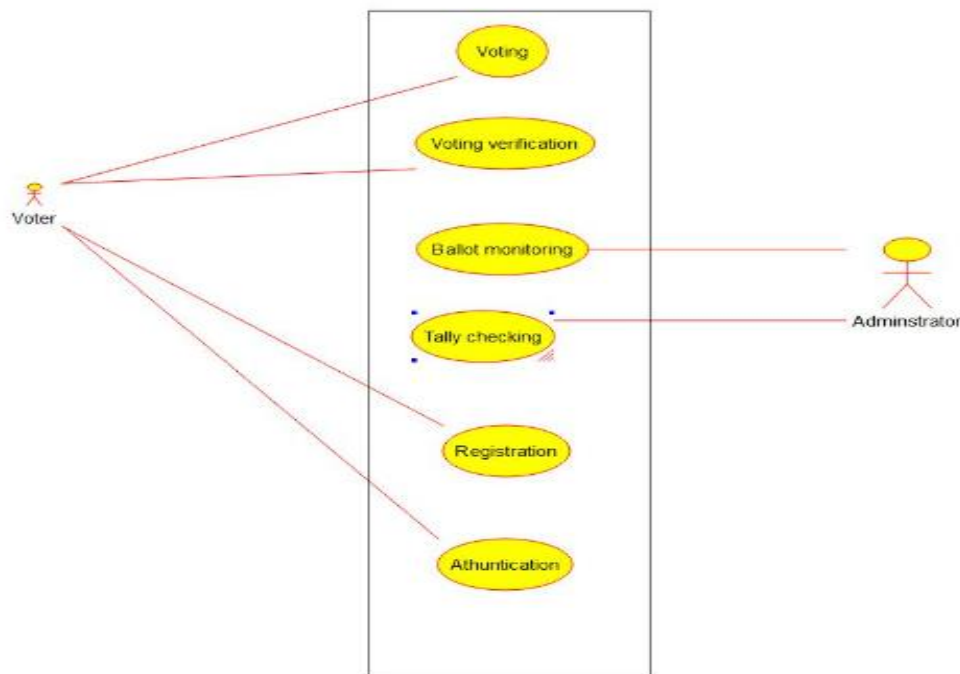 Voting
Voting verification
Voter
Ballot monitoring
Adminstrator
Tally checking
Registration
Athuntication